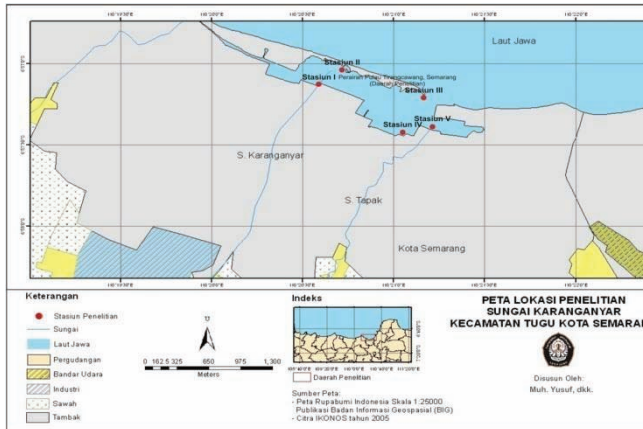 Laut Jawa
Stasiun II
Perairan Pulau Tirangcawang, Semarang
(Daerah Penelitian)
Stasiun I
Stasiun III
Stasiun V
Stasiun IV
S. Karanganyar
S. Tapak
Kota Semarang
Keterangan
Stasiun Penelitian
Sungai
Laut Jawa
Pergudangan
Bandar Udara
Industri
Sawah
Tambak
0 162.5 325 650 975 1,300
Meters
Indeks
Daerah Penelitian
Sumber Peta:
- Peta Rupabumi Indonesia Skala 1:25000
Publikasi Badan Informasi Geospasial (BIG)
- Citra IKONOS tahun 2005
PETA LOKASI PENELITIAN
SUNGAI KARANGANYAR
KECAMATAN TUGU KOTA SEMARAN
Disusun Oleh:
Muh. Yusuf, dkk.